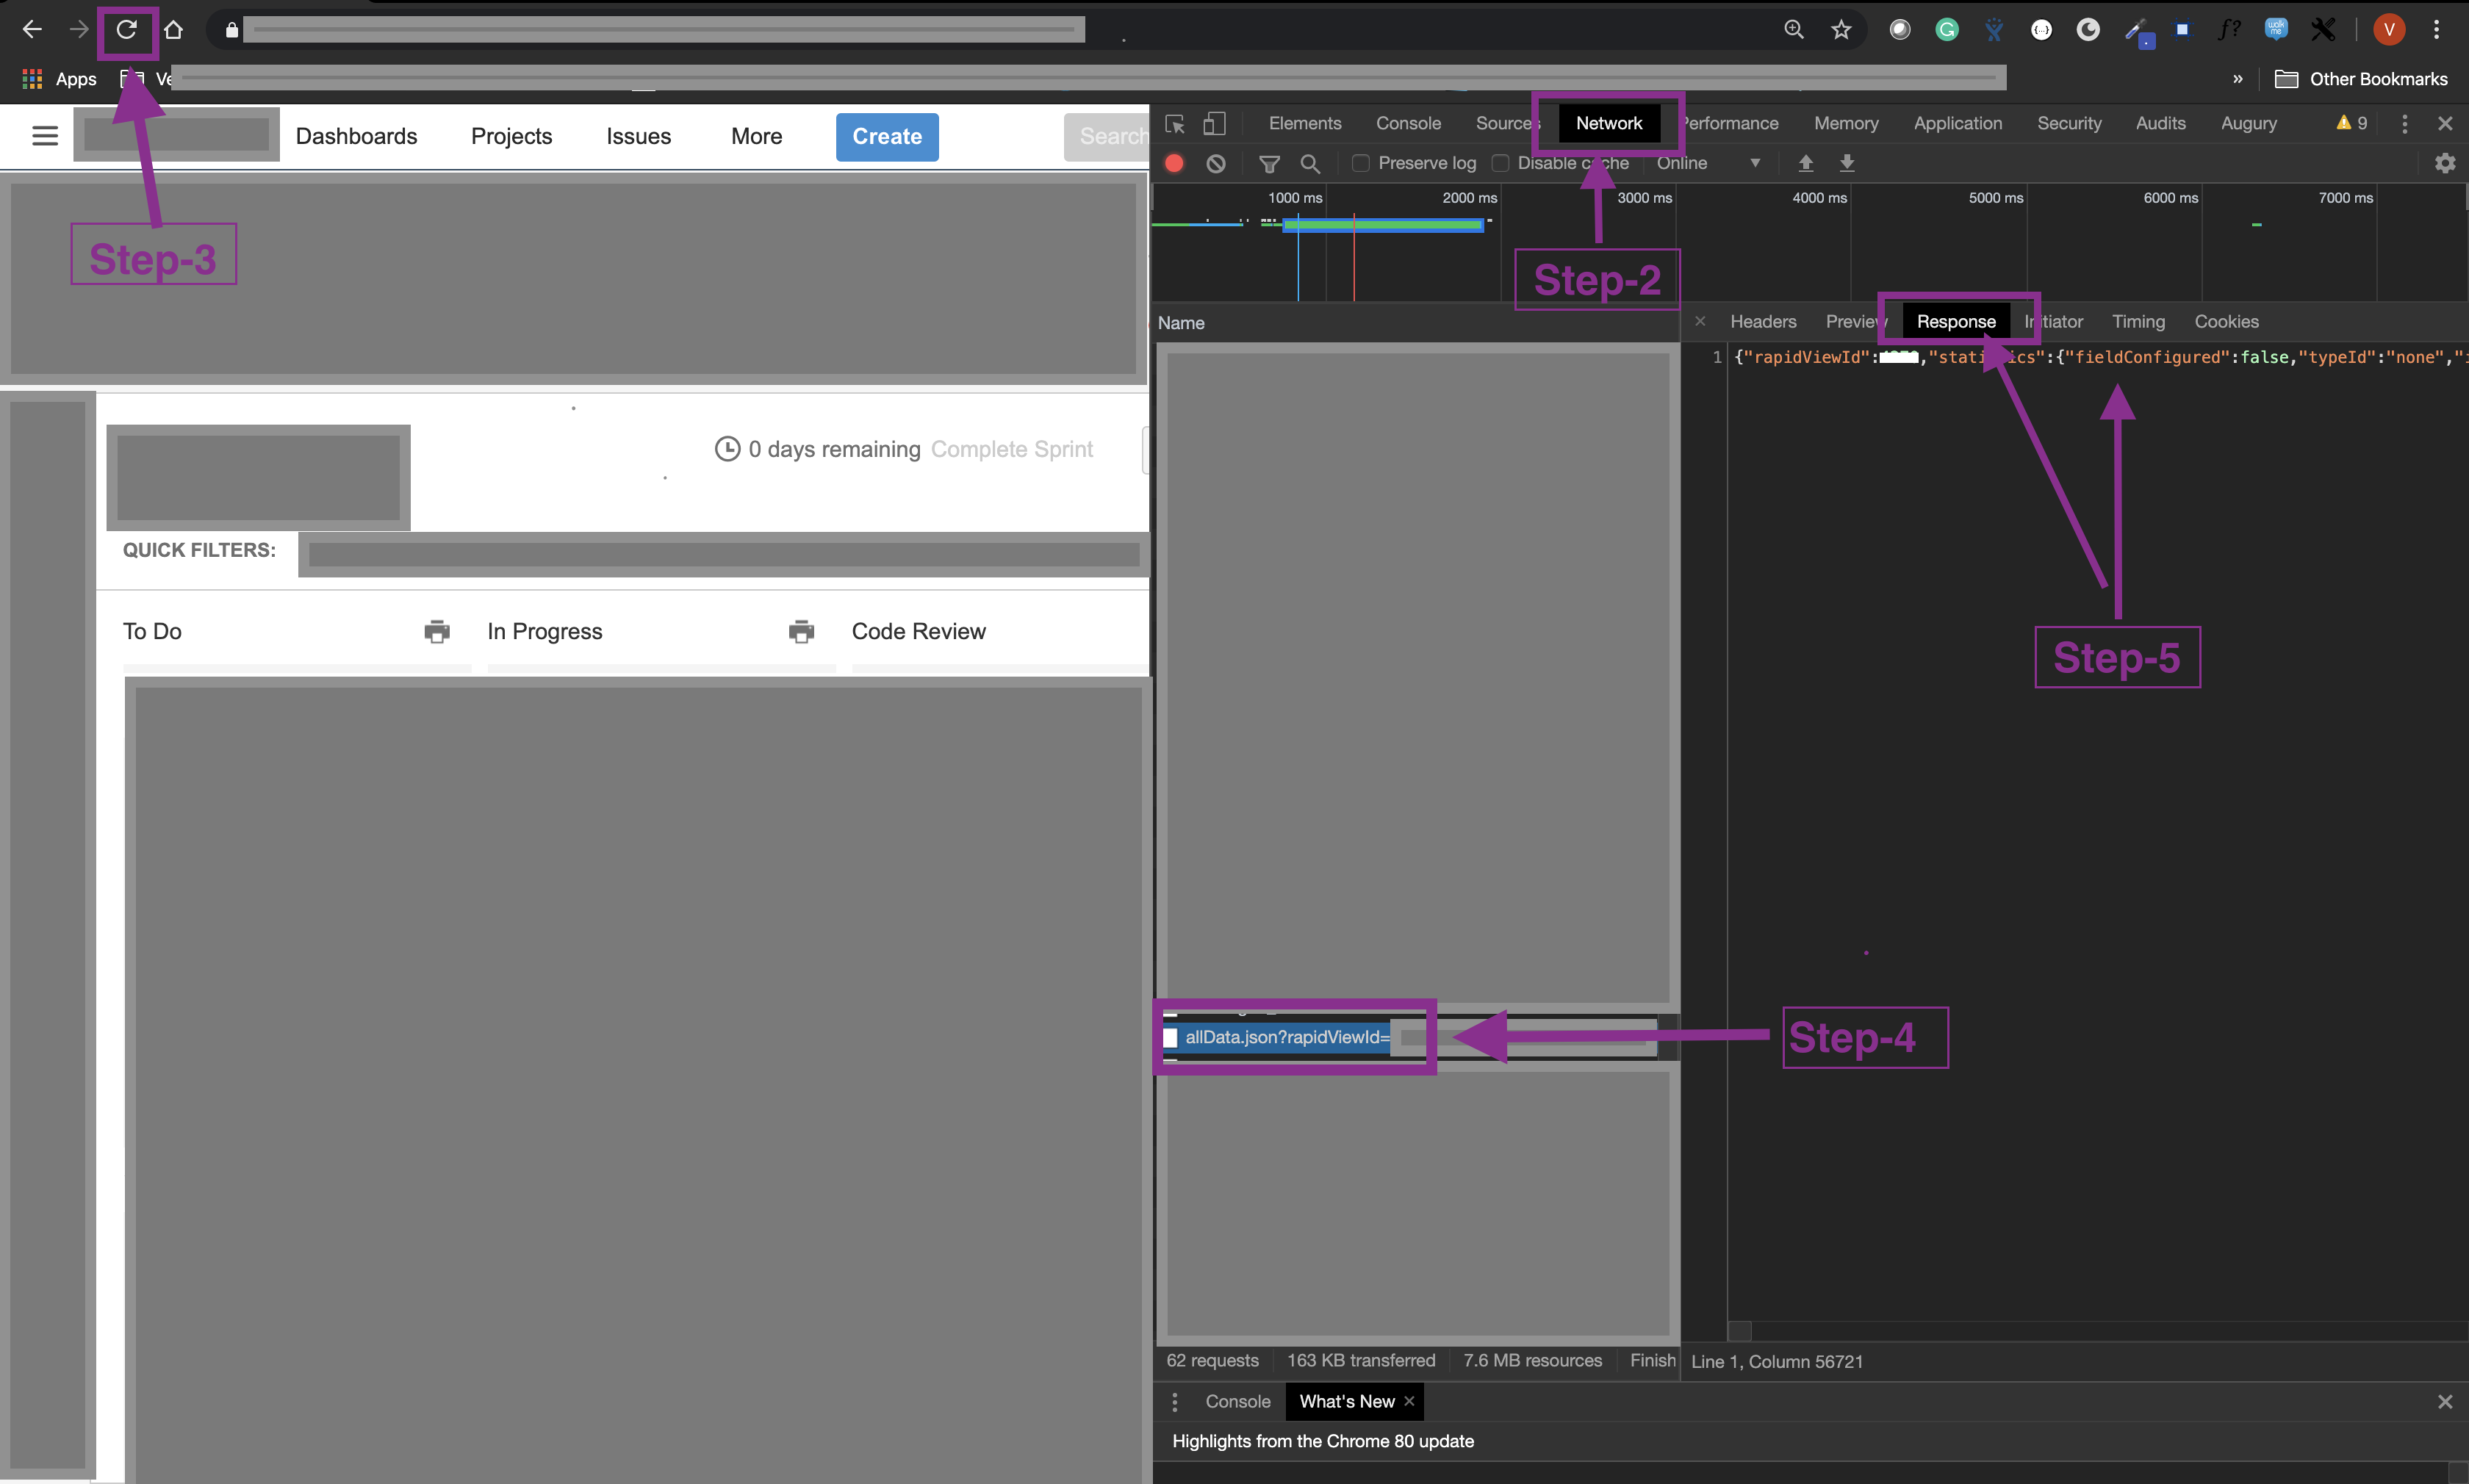 Apps
Other Bookmarks
V
Dashboards Projects Issues More Create Search
Step-3
0 days remaining Complete Sprint
QUICK FILTERS:
To Do In Progress Code Review
Elements Console Sources Network Performance Memory Application Security Audits Augury 9
Preserve log Disable cache Online
1000 ms 2000 ms 3000 ms 4000 ms 5000 ms 6000 ms 7000 ms
Step-2
Name
Headers Preview Response Initiator Timing Cookies
1 {"rapidViewId": ,"statistics":{"fieldConfigured":false,"typeId":"none","
Step-5
allData.json?rapidViewId=
Step-4
62 requests 163 KB transferred 7.6 MB resources Finish
Line 1, Column 56721
Console What's New
Highlights from the Chrome 80 update